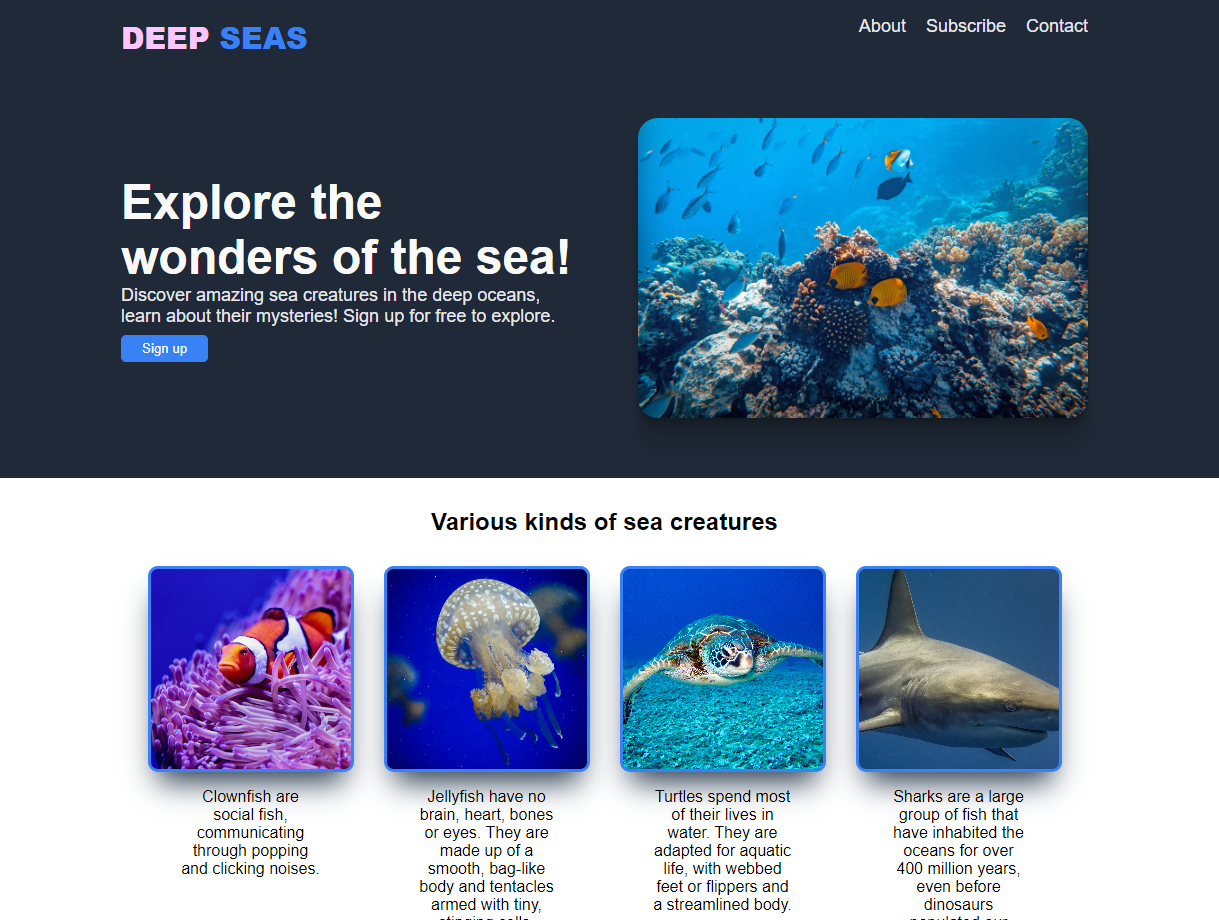 DEEP SEAS
About Subscribe Contact
Explore the
wonders of the sea!
Discover amazing sea creatures in the deep oceans,
learn about their mysteries! Sign up for free to explore.
Sign up
Various kinds of sea creatures
Clownfish are
social fish,
communicating
through popping
and clicking noises.
Jellyfish have no
brain, heart, bones
or eyes. They are
made up of a
smooth, bag-like
body and tentacles
armed with tiny,
stinging cells.
Turtles spend most
of their lives in
water. They are
adapted for aquatic
life, with webbed
feet or flippers and
a streamlined body.
Sharks are a large
group of fish that
have inhabited the
oceans for over
400 million years,
even before
dinosaurs
populated our